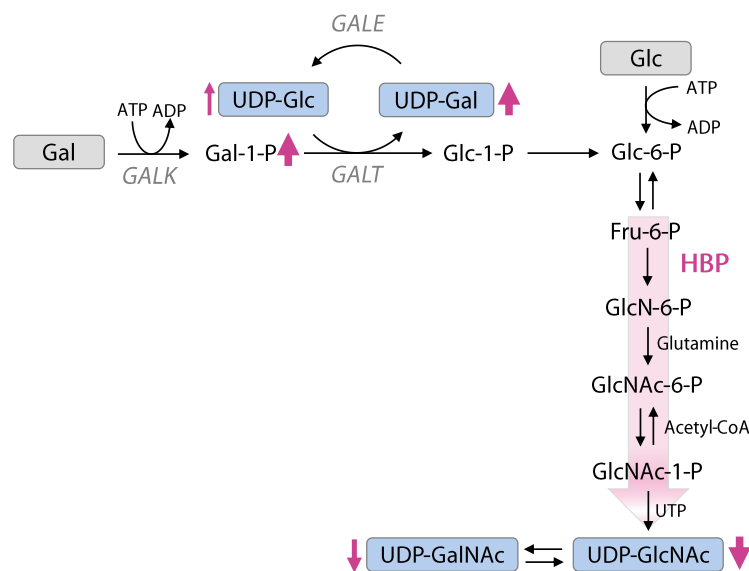 GALE
Glc
UDP-Glc
UDP-Gal
ATP
ATP ADP
ADP
Gal
Gal-1-P
Glc-1-P
Glc-6-P
GALK
GALT
Fru-6-P
HBP
GlcN-6-P
Glutamine
GlcNAc-6-P
Acetyl-CoA
GlcNAc-1-P
UTP
UDP-GalNAc
UDP-GlcNAc